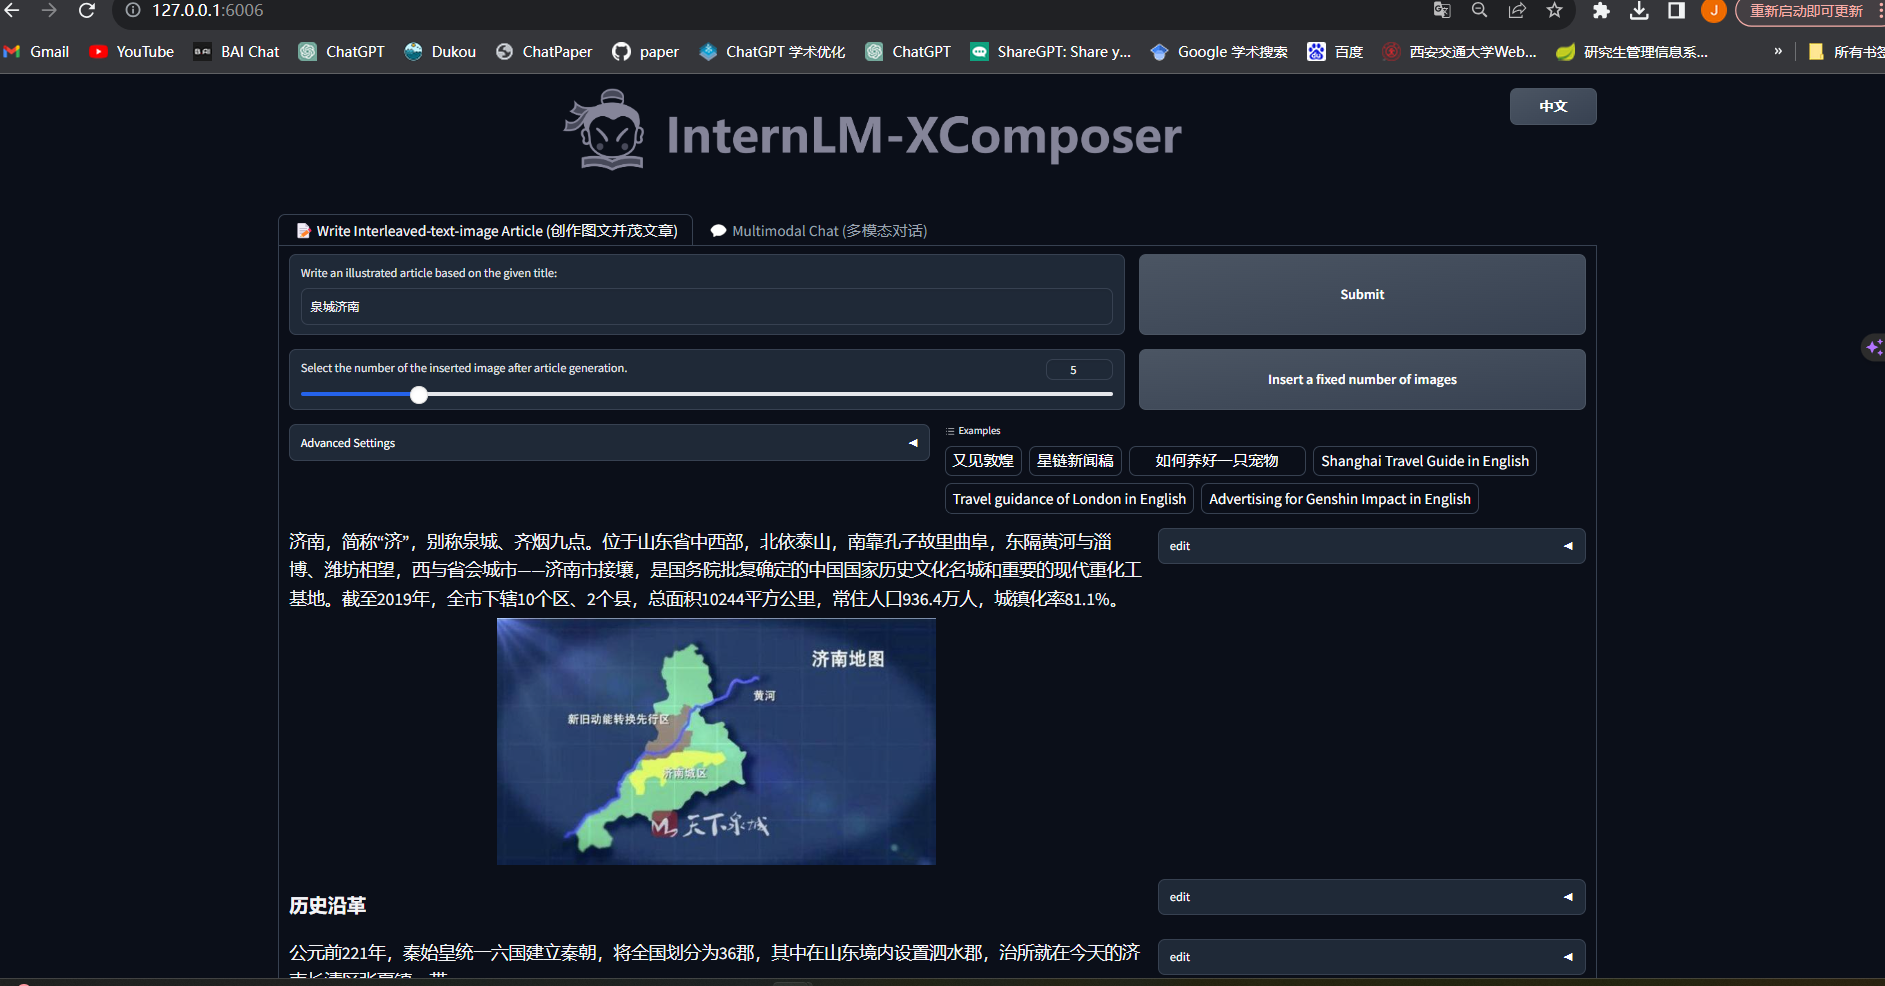 127.0.0.1:6006
J
重新启动即可更新
Gmail
YouTube
BAI Chat
ChatGPT
Dukou
ChatPaper
paper
ChatGPT 学术优化
ChatGPT
ShareGPT: Share y...
Google 学术搜索
百度
西安交通大学Web...
研究生管理信息系...
»
所有书签
InternLM-XComposer
中文
Write Interleaved-text-image Article (创作图文并茂文章)
Multimodal Chat (多模态对话)
Write an illustrated article based on the given title:
泉城济南
Submit
Select the number of the inserted image after article generation.
5
Insert a fixed number of images
Advanced Settings
Examples
又见敦煌
星链新闻稿
如何养好一只宠物
Shanghai Travel Guide in English
Travel guidance of London in English
Advertising for Genshin Impact in English
济南，简称“济”，别称泉城、齐烟九点。位于山东省中西部，北依泰山，南靠孔子故里曲阜，东隔黄河与淄
博、潍坊相望，西与省会城市——济南市接壤，是国务院批复确定的中国国家历史文化名城和重要的现代重化工
基地。截至2019年，全市下辖10个区、2个县，总面积10244平方公里，常住人口936.4万人，城镇化率81.1%。
edit
济南地图
黄河
新旧动能转换先行区
济南城区
天下泉城
历史沿革
edit
公元前221年，秦始皇统一六国建立秦朝，将全国划分为36郡，其中在山东境内设置泗水郡，治所就在今天的济
edit